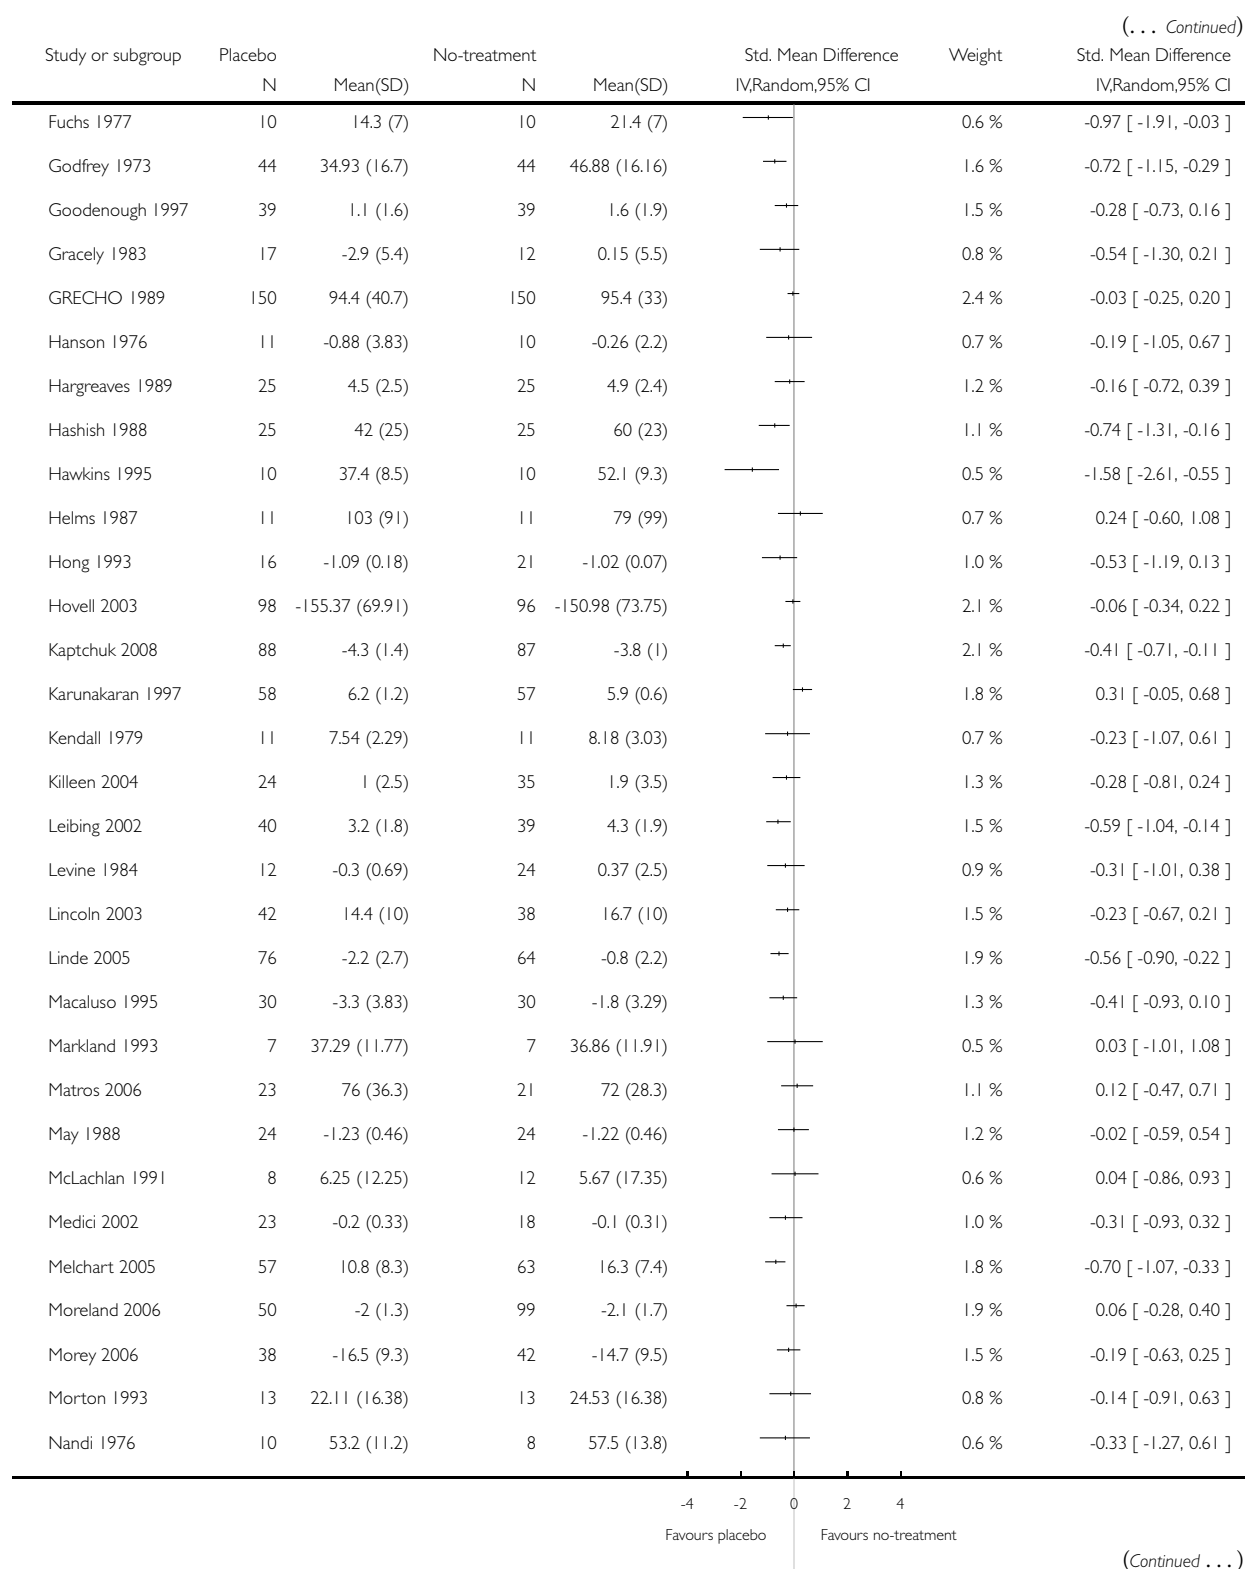 (... Continued)
Study or subgroup Placebo No-treatment Std. Mean Difference Weight Std. Mean Difference
N Mean(SD) N Mean(SD) IV,Random,95% CI IV,Random,95% CI
Fuchs 1977 10 14.3 (7) 10 21.4 (7) 0.6 % -0.97 [ -1.91, -0.03 ]
Godfrey 1973 44 34.93 (16.7) 44 46.88 (16.16) 1.6 % -0.72 [ -1.15, -0.29 ]
Goodenough 1997 39 1.1 (1.6) 39 1.6 (1.9) 1.5 % -0.28 [ -0.73, 0.16 ]
Gracely 1983 17 -2.9 (5.4) 12 0.15 (5.5) 0.8 % -0.54 [ -1.30, 0.21 ]
GRECHO 1989 150 94.4 (40.7) 150 95.4 (33) 2.4 % -0.03 [ -0.25, 0.20 ]
Hanson 1976 11 -0.88 (3.83) 10 -0.26 (2.2) 0.7 % -0.19 [ -1.05, 0.67 ]
Hargreaves 1989 25 4.5 (2.5) 25 4.9 (2.4) 1.2 % -0.16 [ -0.72, 0.39 ]
Hashish 1988 25 42 (25) 25 60 (23) 1.1 % -0.74 [ -1.31, -0.16 ]
Hawkins 1995 10 37.4 (8.5) 10 52.1 (9.3) 0.5 % -1.58 [ -2.61, -0.55 ]
Helms 1987 11 103 (91) 11 79 (99) 0.7 % 0.24 [ -0.60, 1.08 ]
Hong 1993 16 -1.09 (0.18) 21 -1.02 (0.07) 1.0 % -0.53 [ -1.19, 0.13 ]
Hovell 2003 98 -155.37 (69.91) 96 -150.98 (73.75) 2.1 % -0.06 [ -0.34, 0.22 ]
Kaptchuk 2008 88 -4.3 (1.4) 87 -3.8 (1) 2.1 % -0.41 [ -0.71, -0.11 ]
Karunakaran 1997 58 6.2 (1.2) 57 5.9 (0.6) 1.8 % 0.31 [ -0.05, 0.68 ]
Kendall 1979 11 7.54 (2.29) 11 8.18 (3.03) 0.7 % -0.23 [ -1.07, 0.61 ]
Killeen 2004 24 1 (2.5) 35 1.9 (3.5) 1.3 % -0.28 [ -0.81, 0.24 ]
Leibing 2002 40 3.2 (1.8) 39 4.3 (1.9) 1.5 % -0.59 [ -1.04, -0.14 ]
Levine 1984 12 -0.3 (0.69) 24 0.37 (2.5) 0.9 % -0.31 [ -1.01, 0.38 ]
Lincoln 2003 42 14.4 (10) 38 16.7 (10) 1.5 % -0.23 [ -0.67, 0.21 ]
Linde 2005 76 -2.2 (2.7) 64 -0.8 (2.2) 1.9 % -0.56 [ -0.90, -0.22 ]
Macaluso 1995 30 -3.3 (3.83) 30 -1.8 (3.29) 1.3 % -0.41 [ -0.93, 0.10 ]
Markland 1993 7 37.29 (11.77) 7 36.86 (11.91) 0.5 % 0.03 [ -1.01, 1.08 ]
Matros 2006 23 76 (36.3) 21 72 (28.3) 1.1 % 0.12 [ -0.47, 0.71 ]
May 1988 24 -1.23 (0.46) 24 -1.22 (0.46) 1.2 % -0.02 [ -0.59, 0.54 ]
McLachlan 1991 8 6.25 (12.25) 12 5.67 (17.35) 0.6 % 0.04 [ -0.86, 0.93 ]
Medici 2002 23 -0.2 (0.33) 18 -0.1 (0.31) 1.0 % -0.31 [ -0.93, 0.32 ]
Melchart 2005 57 10.8 (8.3) 63 16.3 (7.4) 1.8 % -0.70 [ -1.07, -0.33 ]
Moreland 2006 50 -2 (1.3) 99 -2.1 (1.7) 1.9 % 0.06 [ -0.28, 0.40 ]
Morey 2006 38 -16.5 (9.3) 42 -14.7 (9.5) 1.5 % -0.19 [ -0.63, 0.25 ]
Morton 1993 13 22.11 (16.38) 13 24.53 (16.38) 0.8 % -0.14 [ -0.91, 0.63 ]
Nandi 1976 10 53.2 (11.2) 8 57.5 (13.8) 0.6 % -0.33 [ -1.27, 0.61 ]
-4 -2 0 2 4
Favours placebo Favours no-treatment
(Continued ...)